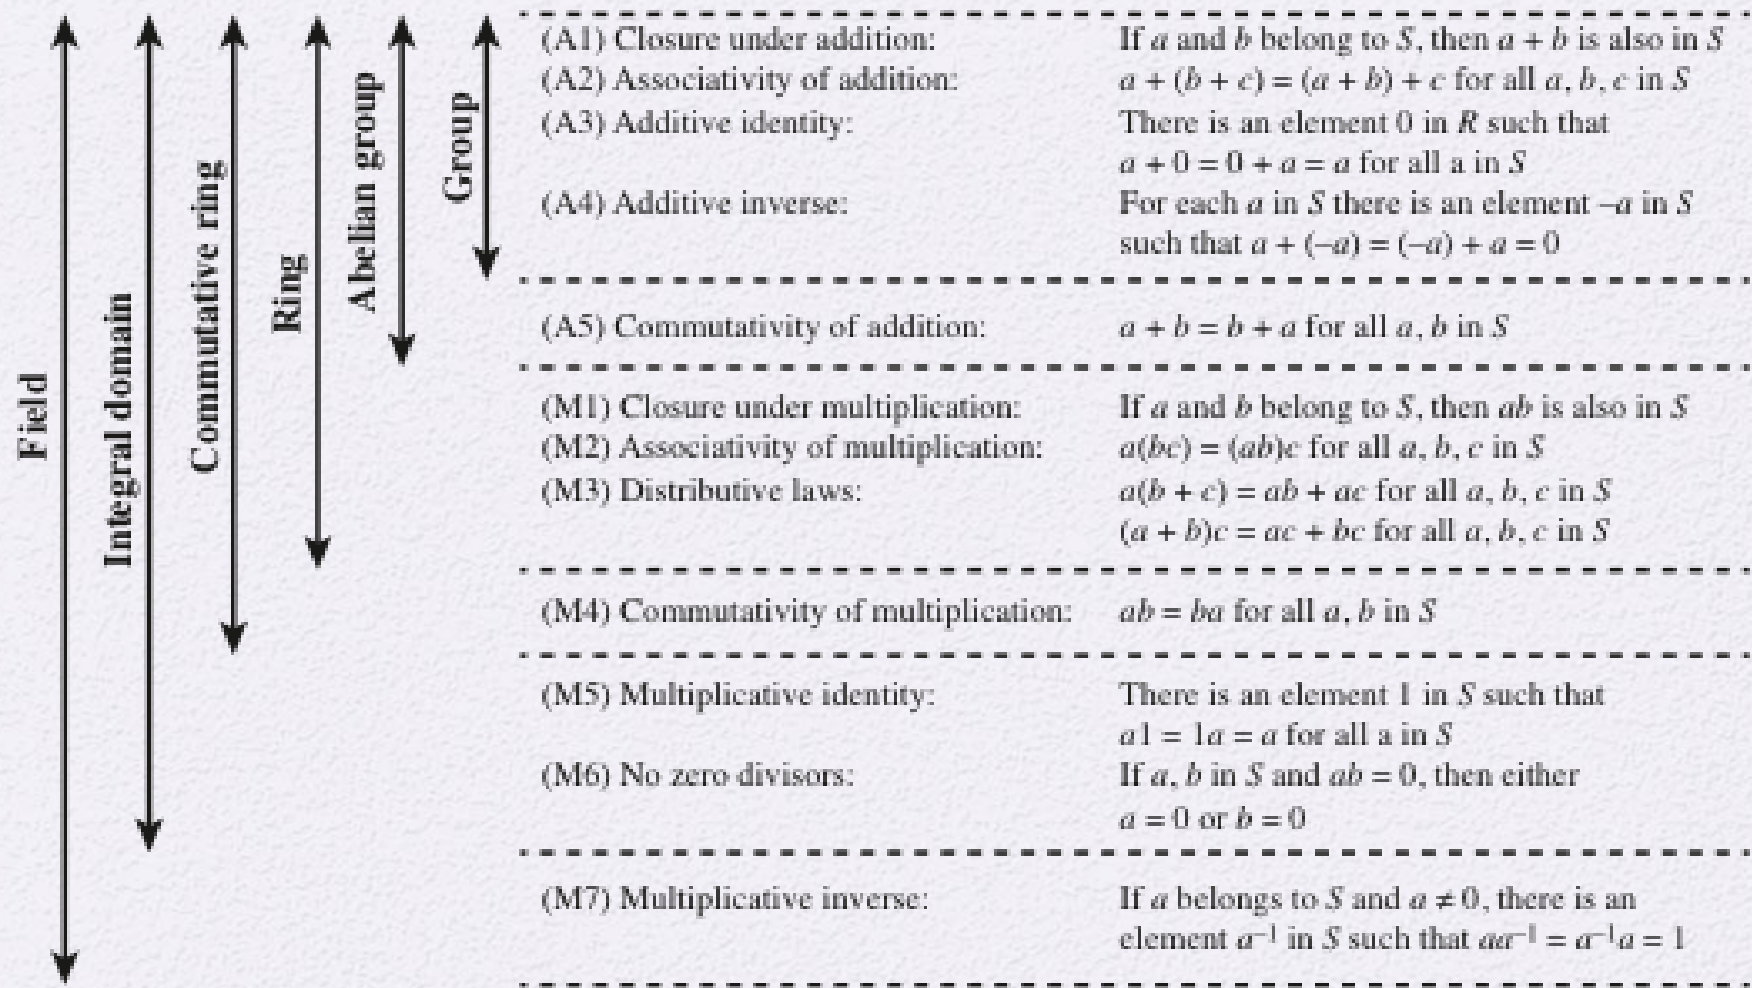 Field
Integral domain
Commutative ring
Ring
Abelian group
Group
(A1) Closure under addition: If a and b belong to S, then a + b is also in S
(A2) Associativity of addition: a + (b + c) = (a + b) + c for all a, b, c in S
(A3) Additive identity: There is an element 0 in R such that
a + 0 = 0 + a = a for all a in S
(A4) Additive inverse: For each a in S there is an element –a in S
such that a + (–a) = (–a) + a = 0
(A5) Commutativity of addition: a + b = b + a for all a, b in S
(M1) Closure under multiplication: If a and b belong to S, then ab is also in S
(M2) Associativity of multiplication: a(bc) = (ab)c for all a, b, c in S
(M3) Distributive laws: a(b + c) = ab + ac for all a, b, c in S
(a + b)c = ac + bc for all a, b, c in S
(M4) Commutativity of multiplication: ab = ba for all a, b in S
(M5) Multiplicative identity: There is an element 1 in S such that
a1 = 1a = a for all a in S
(M6) No zero divisors: If a, b in S and ab = 0, then either
a = 0 or b = 0
(M7) Multiplicative inverse: If a belongs to S and a ≠ 0, there is an
element a⁻¹ in S such that aa⁻¹ = a⁻¹a = 1